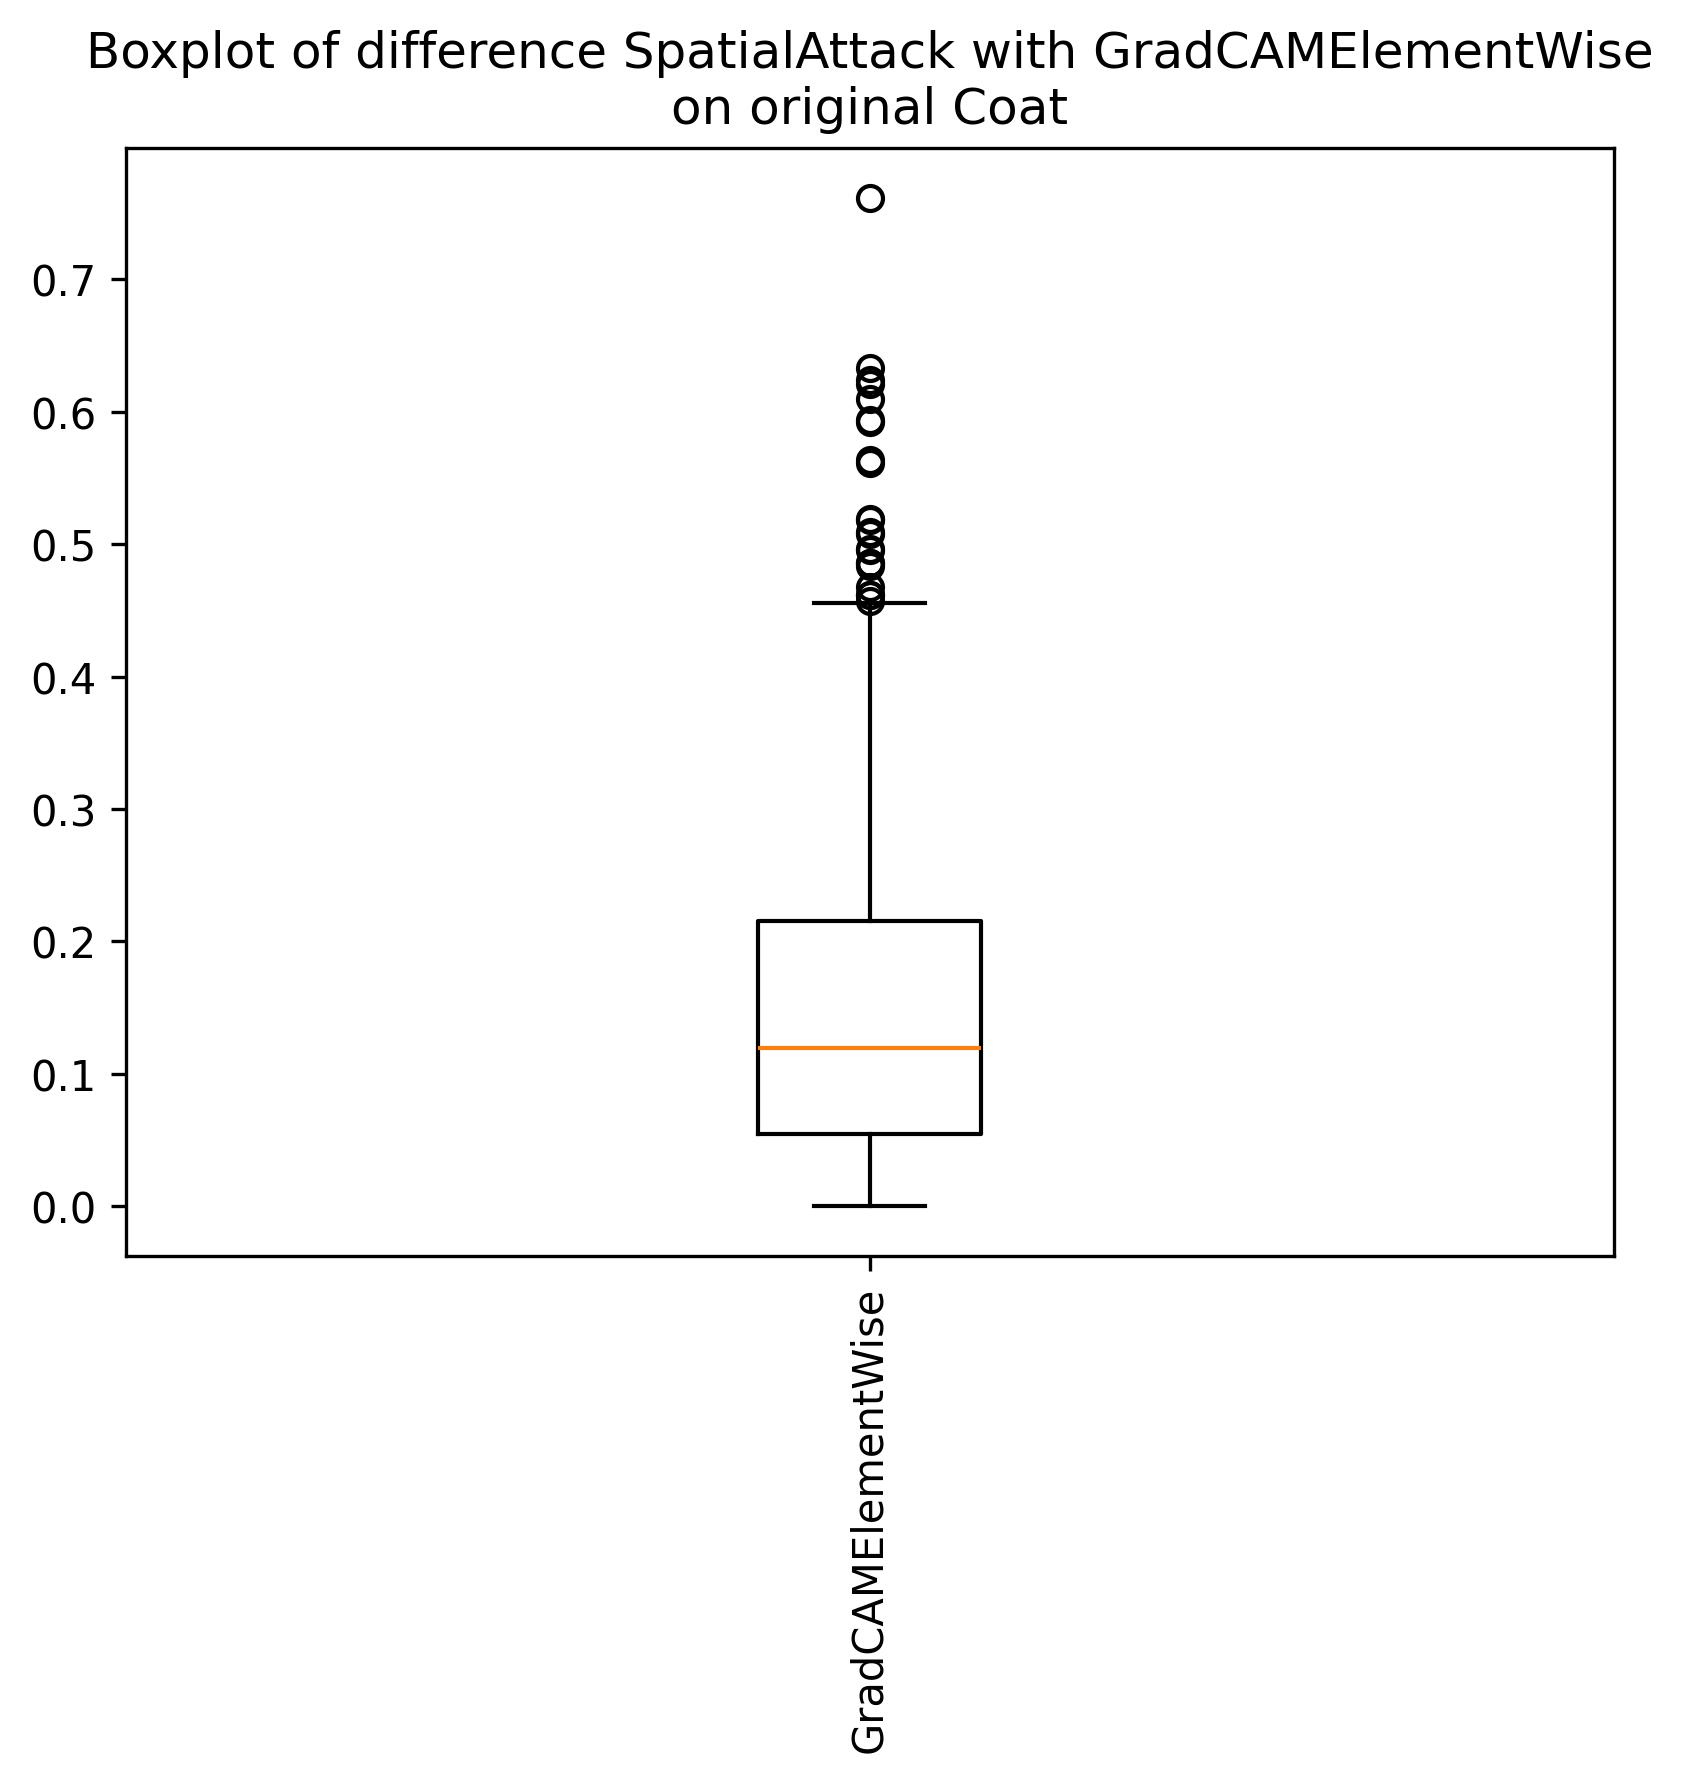 Boxplot of difference SpatialAttack with GradCAMElementWise
on original Coat
0.7
0.6
0.5
0.4
0.3
0.2
0.1
0.0
GradCAMElementWise